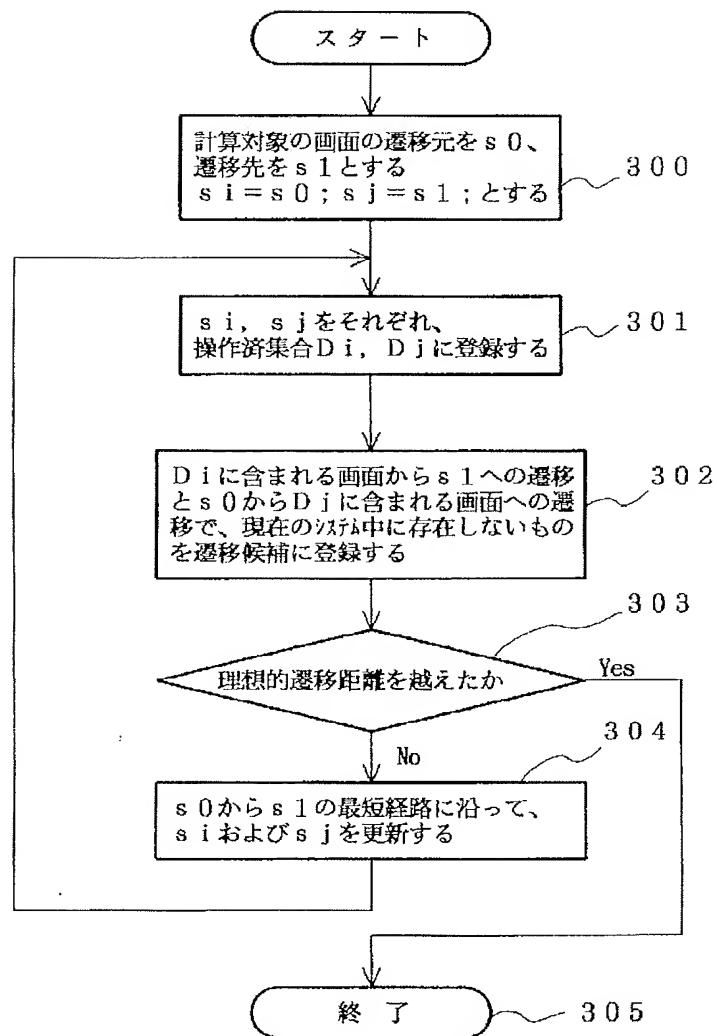 スタート
計算対象の画面の遷移元をs0、
遷移先をs1とする
si=s0;sj=s1;とする
300
si,sjをそれぞれ、
操作済集合Di,Djに登録する
301
Diに含まれる画面からs1への遷移
とs0からDjに含まれる画面への遷
移で、現在のシステム中に存在しないもの
を遷移候補に登録する
302
理想的遷移距離を越えたか
303
Yes
No
s0からs1の最短経路に沿って、
siおよびsjを更新する
304
終了
305